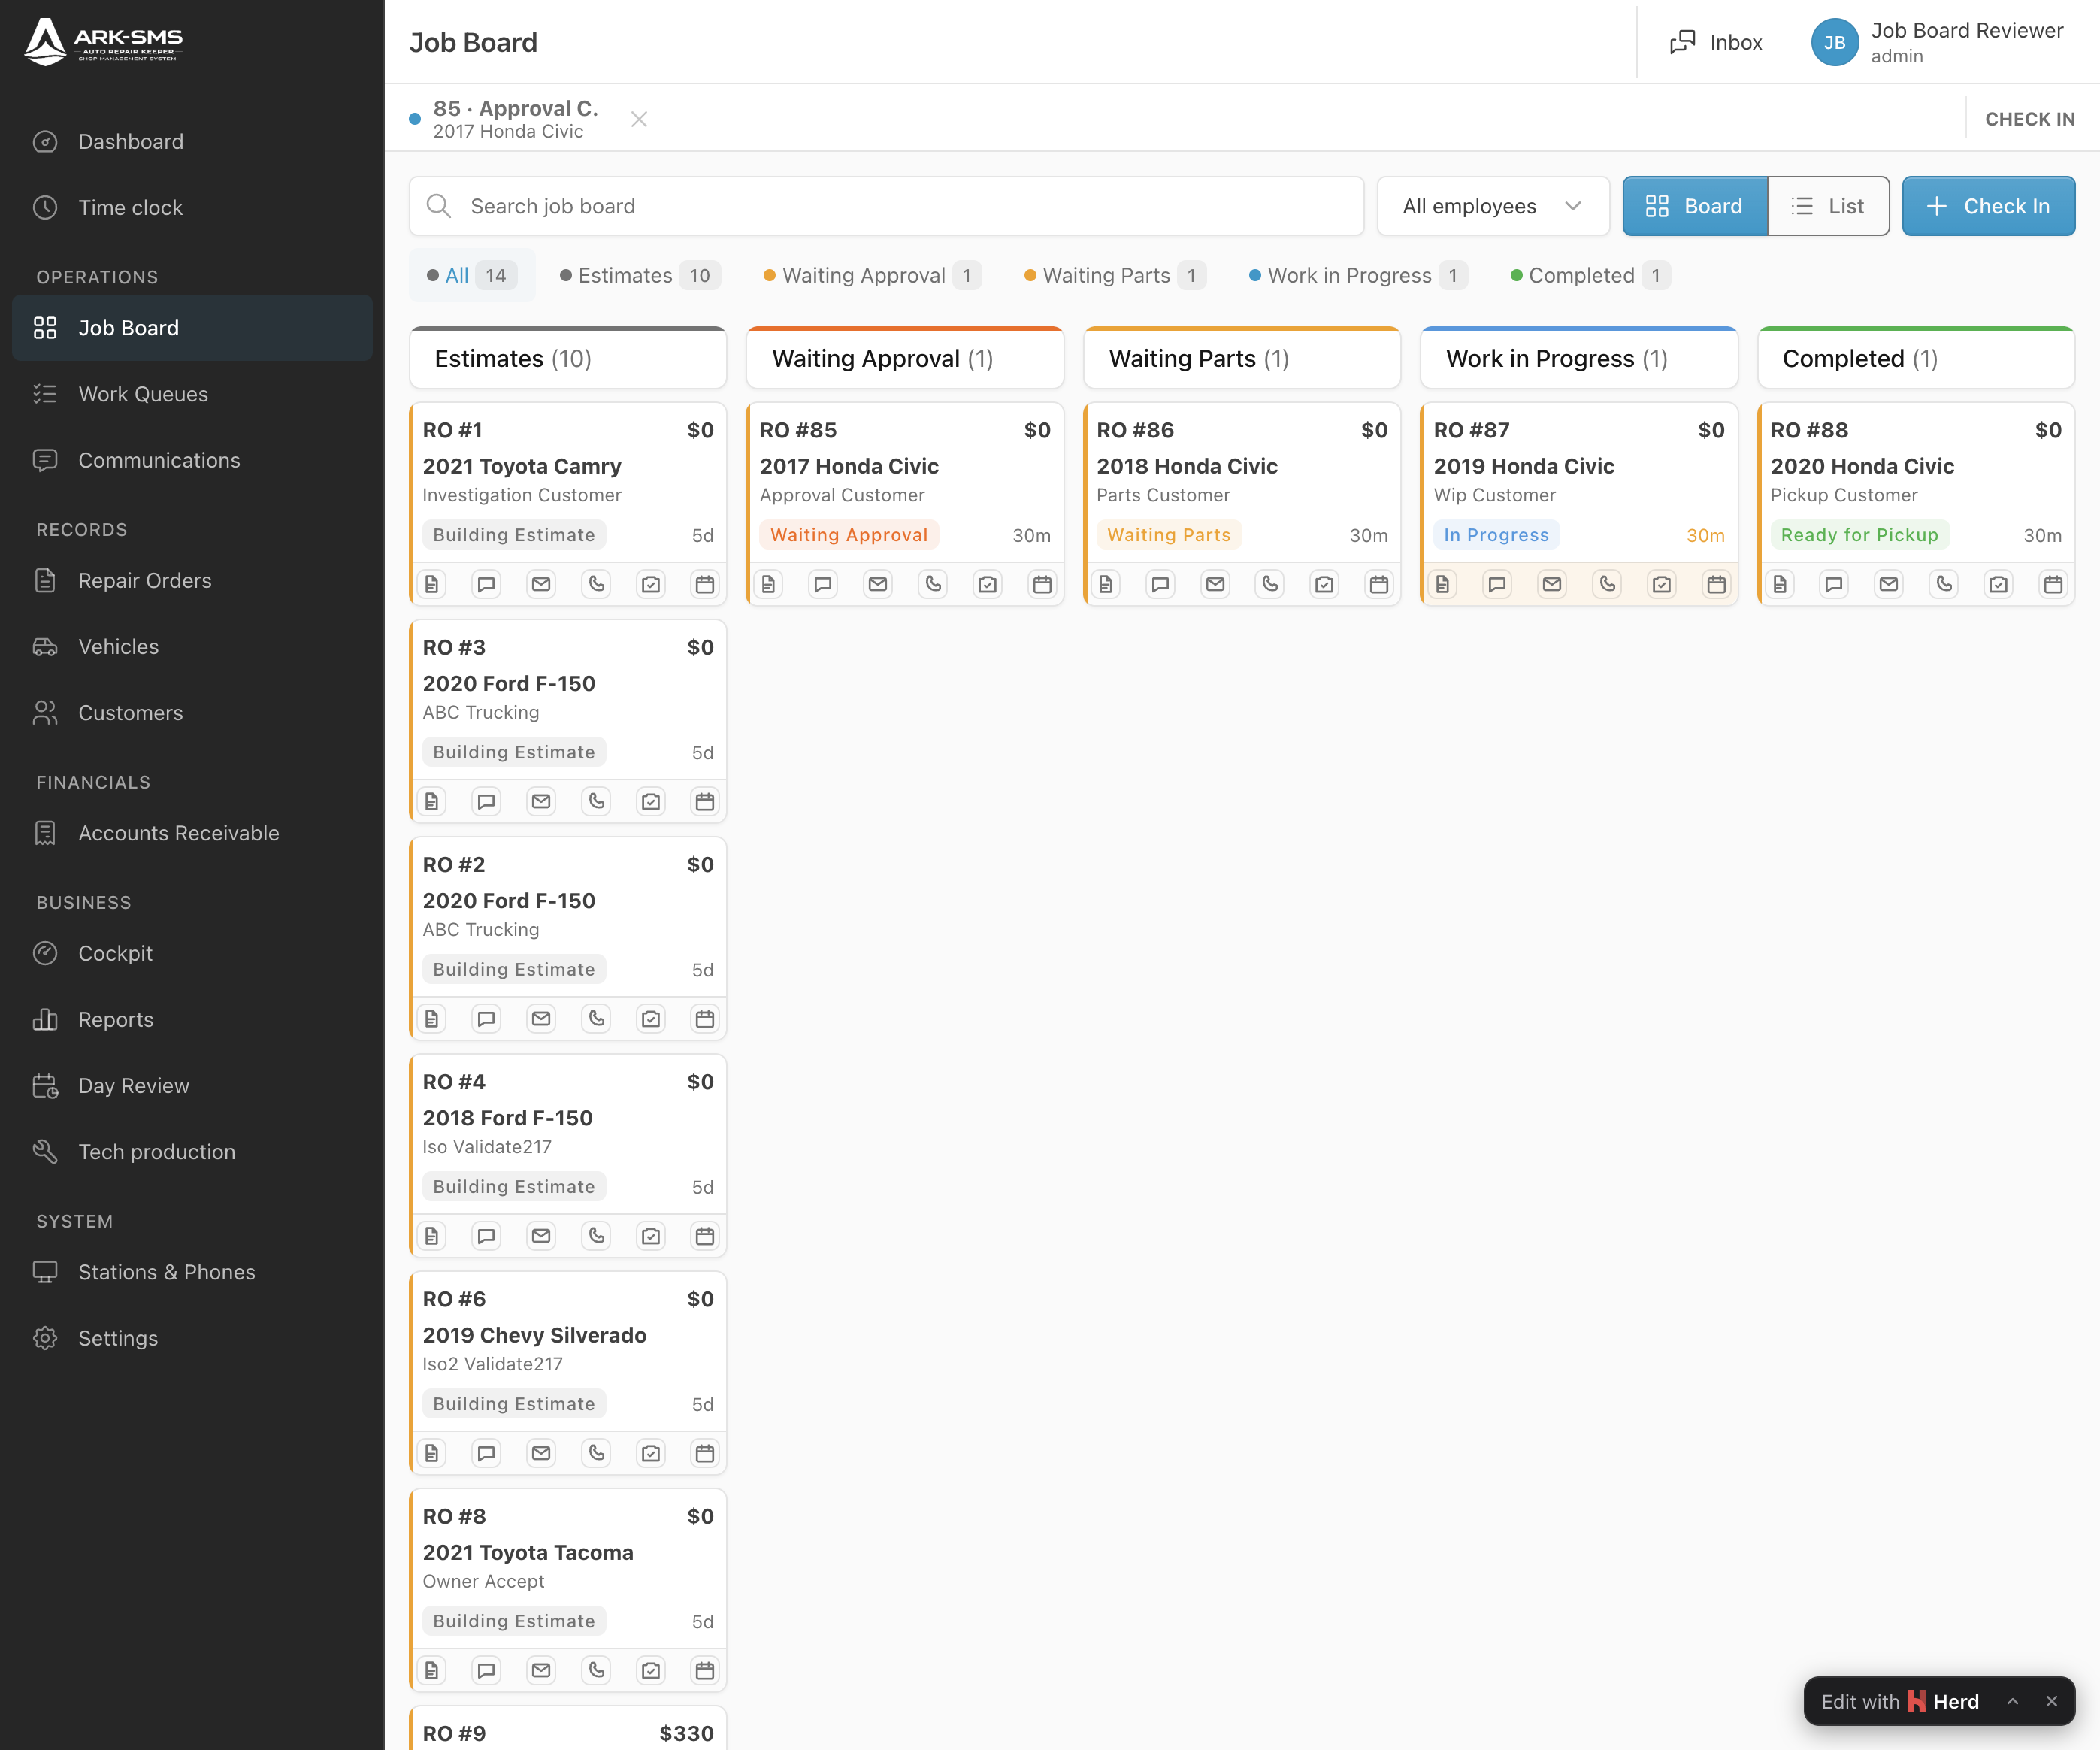 ARK-SMS
AUTO REPAIR KEEPER
SHOP MANAGEMENT SYSTEM
Dashboard
Time clock
OPERATIONS
Job Board
Work Queues
Communications
RECORDS
Repair Orders
Vehicles
Customers
FINANCIALS
Accounts Receivable
BUSINESS
Cockpit
Reports
Day Review
Tech production
SYSTEM
Stations & Phones
Settings
Job Board
Inbox
JB
Job Board Reviewer
admin
85 · Approval C.
2017 Honda Civic
CHECK IN
Search job board
All employees
Board
List
Check In
All 14
Estimates 10
Waiting Approval 1
Waiting Parts 1
Work in Progress 1
Completed 1
Estimates (10)
RO #1 $0
2021 Toyota Camry
Investigation Customer
Building Estimate 5d
RO #3 $0
2020 Ford F-150
ABC Trucking
Building Estimate 5d
RO #2 $0
2020 Ford F-150
ABC Trucking
Building Estimate 5d
RO #4 $0
2018 Ford F-150
Iso Validate217
Building Estimate 5d
RO #6 $0
2019 Chevy Silverado
Iso2 Validate217
Building Estimate 5d
RO #8 $0
2021 Toyota Tacoma
Owner Accept
Building Estimate 5d
RO #9 $330
Waiting Approval (1)
RO #85 $0
2017 Honda Civic
Approval Customer
Waiting Approval 30m
Waiting Parts (1)
RO #86 $0
2018 Honda Civic
Parts Customer
Waiting Parts 30m
Work in Progress (1)
RO #87 $0
2019 Honda Civic
Wip Customer
In Progress 30m
Completed (1)
RO #88 $0
2020 Honda Civic
Pickup Customer
Ready for Pickup 30m
Edit with Herd